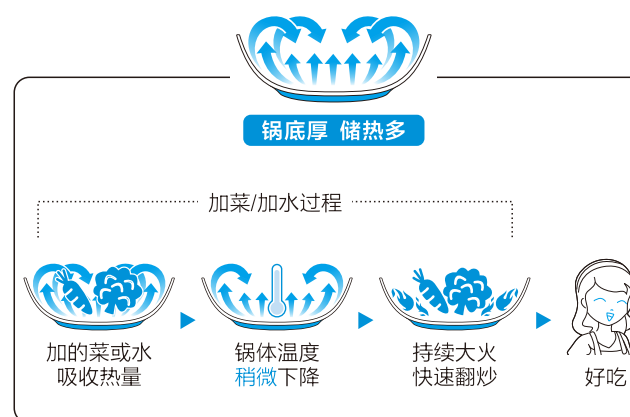 锅底厚 储热多
加菜/加水过程
加的菜或水
吸收热量
锅体温度
稍微下降
持续大火
快速翻炒
好吃